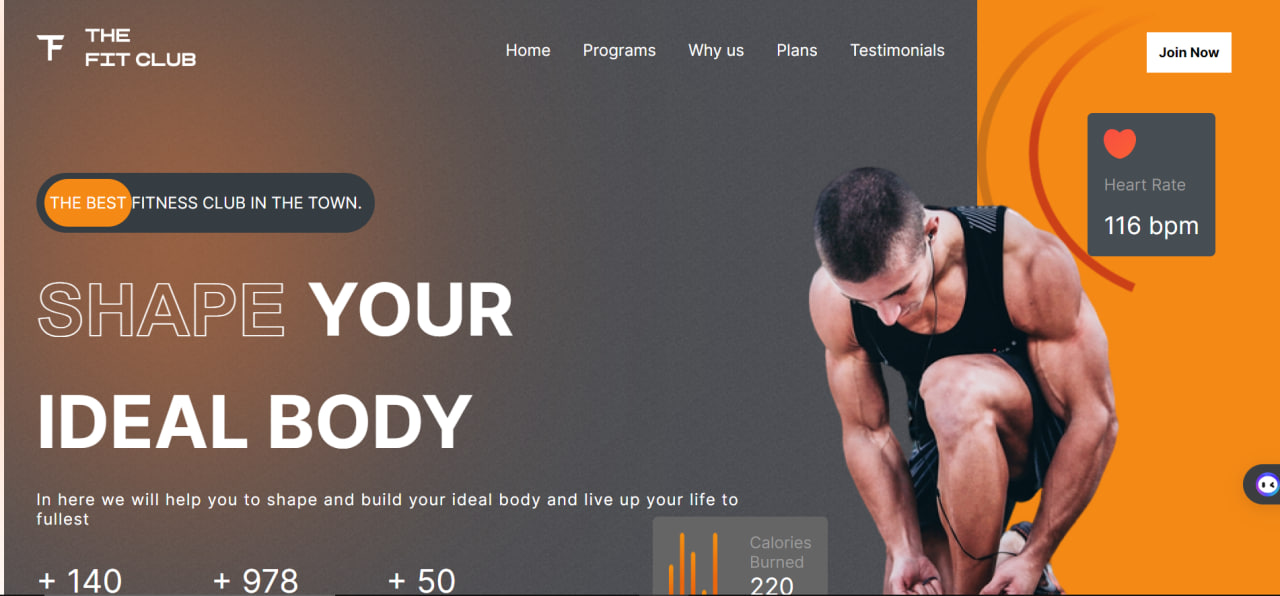 THE
FIT CLUB
Home Programs Why us Plans Testimonials
Join Now
Heart Rate
116 bpm
THE BEST FITNESS CLUB IN THE TOWN.
SHAPE YOUR
IDEAL BODY
In here we will help you to shape and build your ideal body and live up your life to
fullest
+ 140 + 978 + 50
Calories
Burned
220